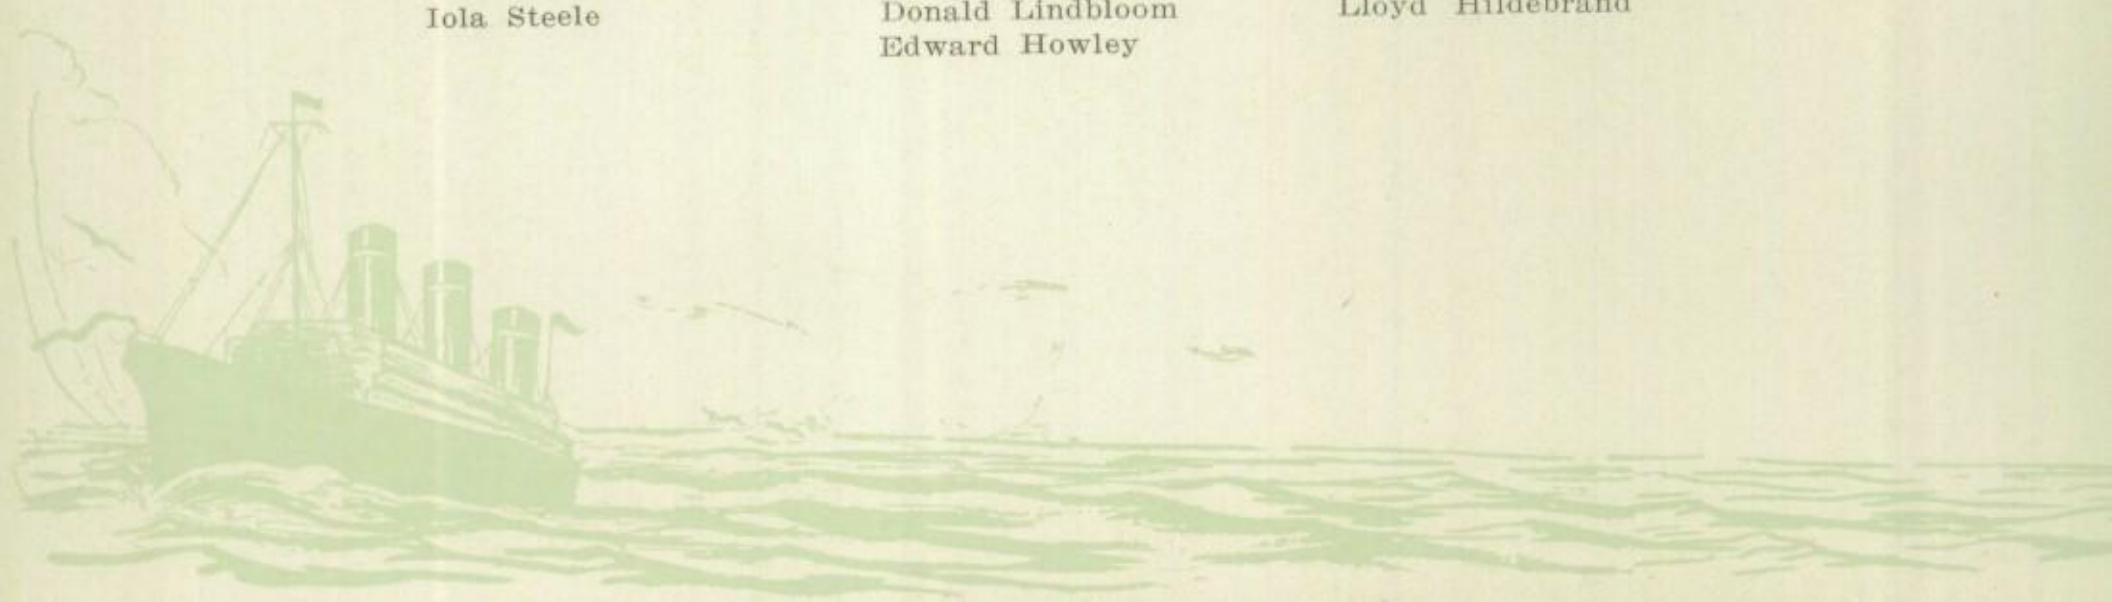 Iola Steele
Donald Lindbloom
Edward Howley
Lloyd Hildebrand